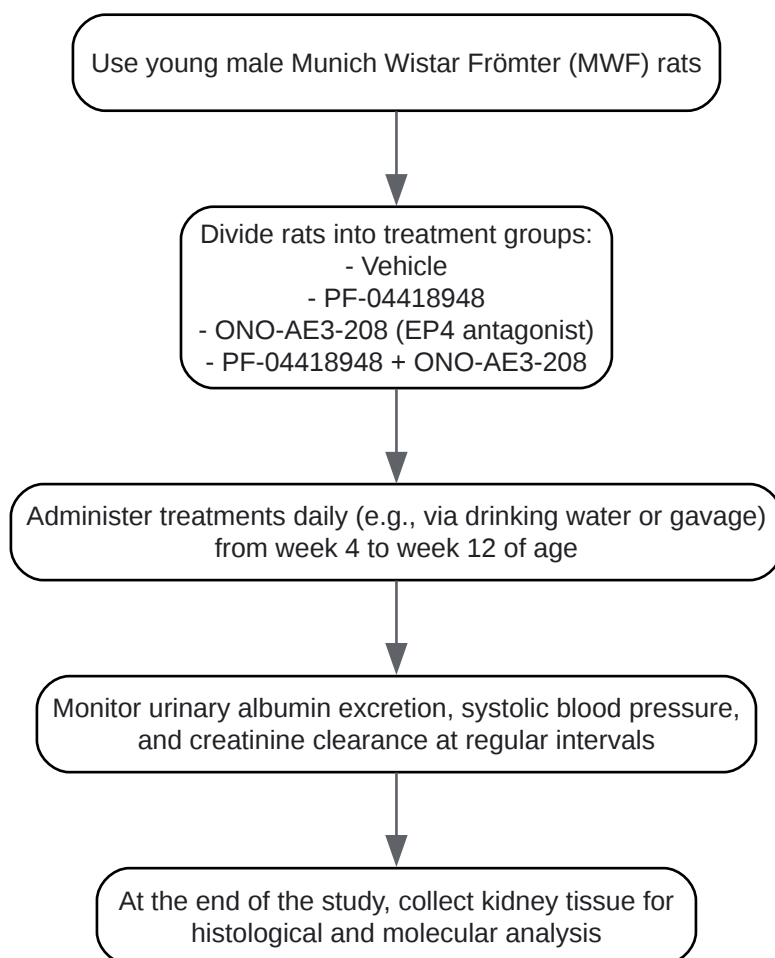 Use young male Munich Wistar Frömter (MWF) rats
Divide rats into treatment groups:
- Vehicle
- PF-04418948
- ONO-AE3-208 (EP4 antagonist)
- PF-04418948 + ONO-AE3-208
Administer treatments daily (e.g., via drinking water or gavage)
from week 4 to week 12 of age
Monitor urinary albumin excretion, systolic blood pressure,
and creatinine clearance at regular intervals
At the end of the study, collect kidney tissue for
histological and molecular analysis